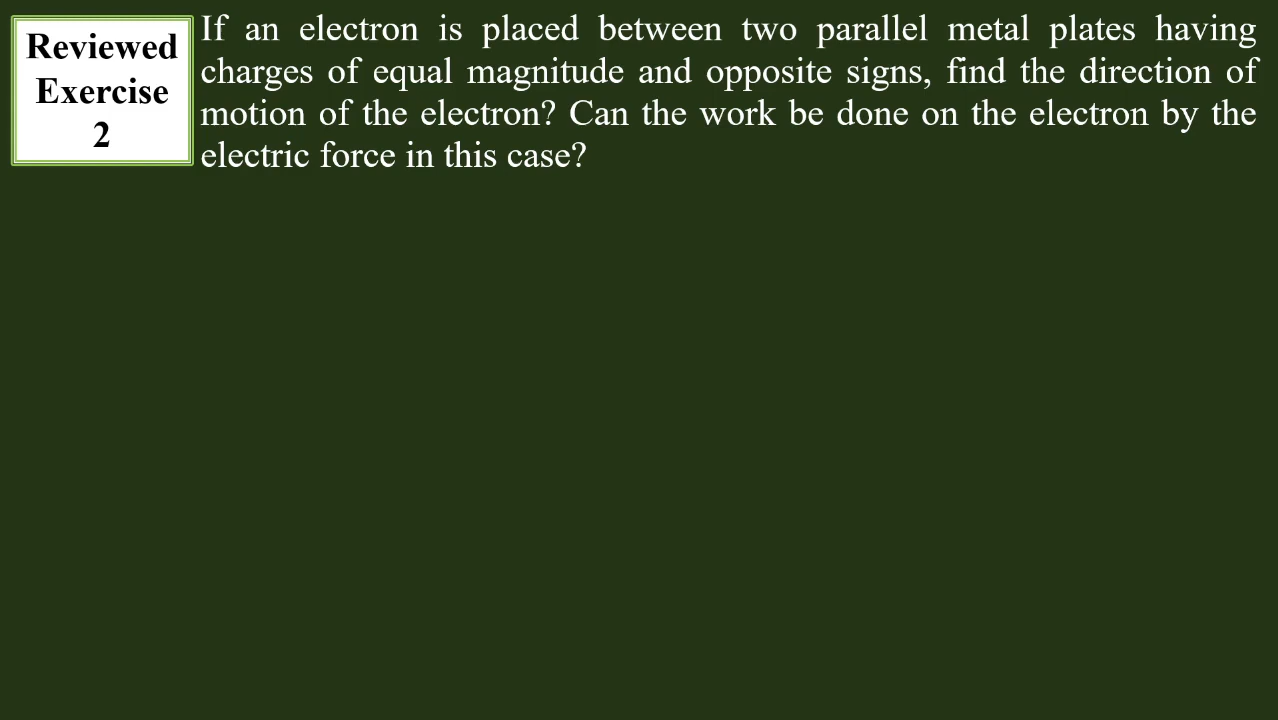 Reviewed
Exercise
2
If an electron is placed between two parallel metal plates having
charges of equal magnitude and opposite signs, find the direction of
motion of the electron? Can the work be done on the electron by the
electric force in this case?